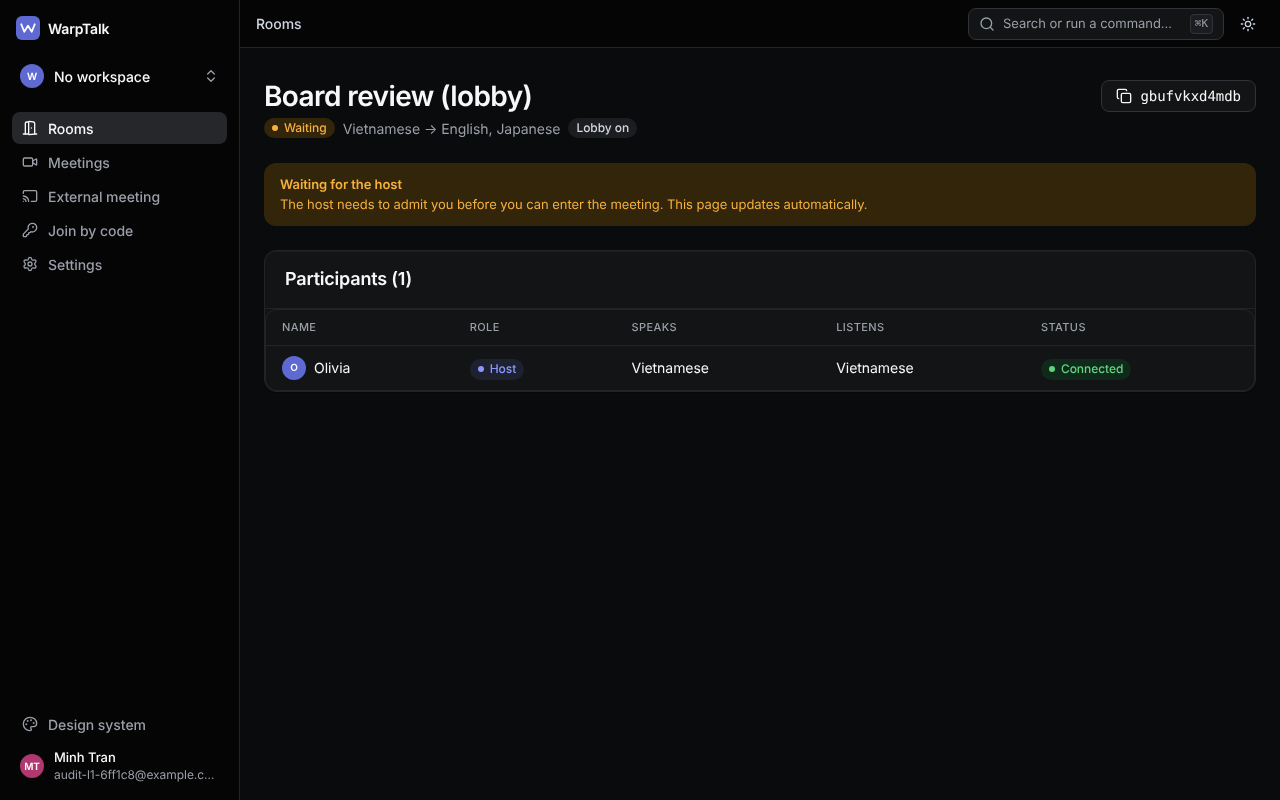 WarpTalk
Rooms
Search or run a command...
⌘K
W
No workspace
Rooms
Meetings
External meeting
Join by code
Settings
Board review (lobby)
gbufvkxd4mdb
Waiting
Vietnamese → English, Japanese
Lobby on
Waiting for the host
The host needs to admit you before you can enter the meeting. This page updates automatically.
Participants (1)
NAME ROLE SPEAKS LISTENS STATUS
O Olivia Host Vietnamese Vietnamese Connected
Design system
MT
Minh Tran
audit-l1-6ff1c8@example.c...